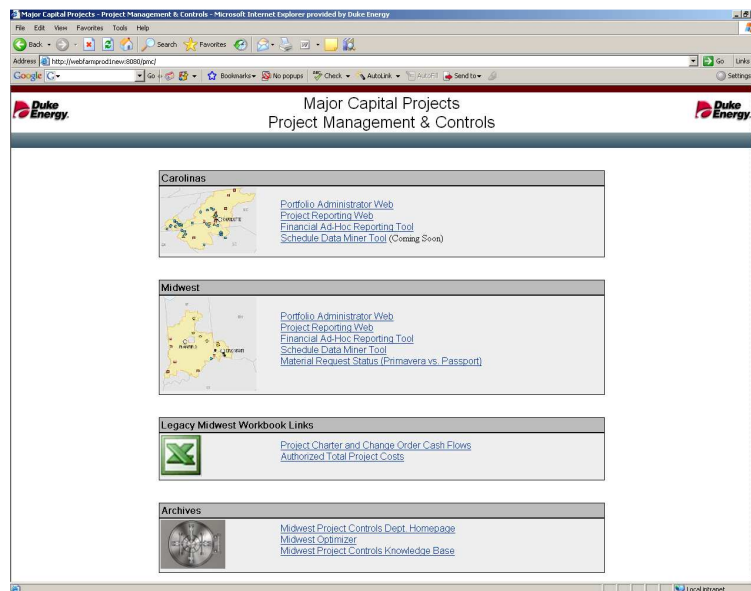 Major Capital Projects - Project Management & Controls - Microsoft Internet Explorer provided by Duke Energy
File Edit View Favorites Tools Help
Back Search Favorites
Address http://webfarmprod1new:8080/pmc/ Go Links
Google Go Bookmarks No popups Check AutoLink AutoFill Send to Settings
Duke Energy
Major Capital Projects
Project Management & Controls
Duke Energy
Carolinas
Portfolio Administrator Web
Project Reporting Web
Financial Ad-Hoc Reporting Tool
Schedule Data Miner Tool (Coming Soon)
Midwest
Portfolio Administrator Web
Project Reporting Web
Financial Ad-Hoc Reporting Tool
Schedule Data Miner Tool
Material Request Status (Primavera vs. Passport)
Legacy Midwest Workbook Links
Project Charter and Change Order Cash Flows
Authorized Total Project Costs
Archives
Midwest Project Controls Dept. Homepage
Midwest Optimizer
Midwest Project Controls Knowledge Base
Local intranet